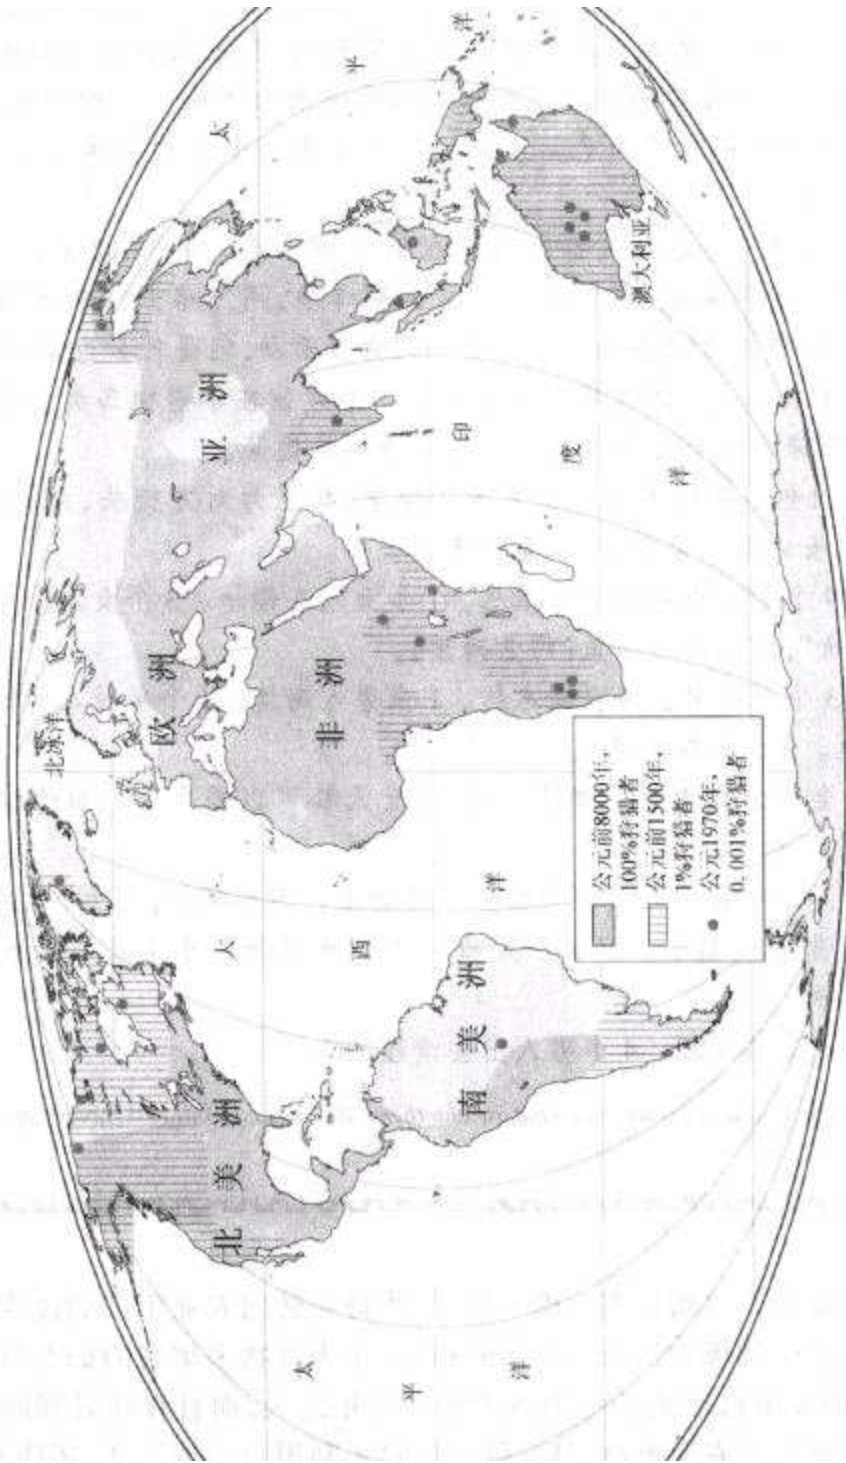 北冰洋
欧洲
亚洲
非洲
北美洲
南美洲
澳大利亚
太平洋
大西洋
印度洋
太平洋
公元前8000年,
100%狩猎者
公元前1500年,
1%狩猎者
公元1970年,
0.001%狩猎者